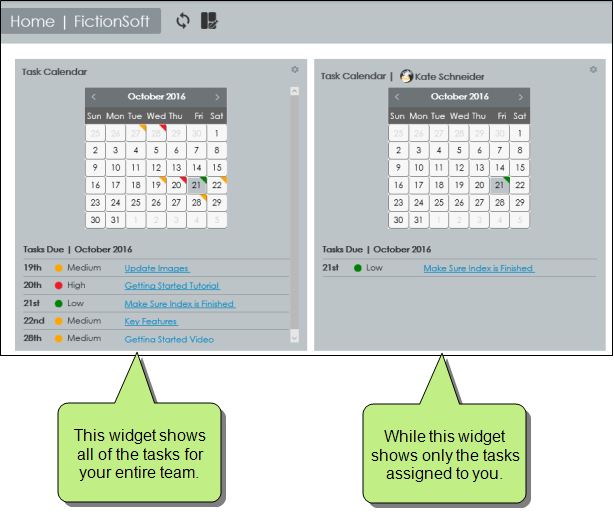 Home | FictionSoft
Task Calendar
October 2016
Sun Mon Tue Wed Thu Fri Sat
25 26 27 28 29 30 1
2 3 4 5 6 7 8
9 10 11 12 13 14 15
16 17 18 19 20 21 22
23 24 25 26 27 28 29
30 31 1 2 3 4 5
Tasks Due | October 2016
19th Medium Update Images
20th High Getting Started Tutorial
21st Low Make Sure Index is Finished
22nd Medium Key Features
28th Medium Getting Started Video
Task Calendar | Kate Schneider
October 2016
Sun Mon Tue Wed Thu Fri Sat
25 26 27 28 29 30 1
2 3 4 5 6 7 8
9 10 11 12 13 14 15
16 17 18 19 20 21 22
23 24 25 26 27 28 29
30 31 1 2 3 4 5
Tasks Due | October 2016
21st Low Make Sure Index is Finished
This widget shows
all of the tasks for
your entire team.
While this widget
shows only the tasks
assigned to you.